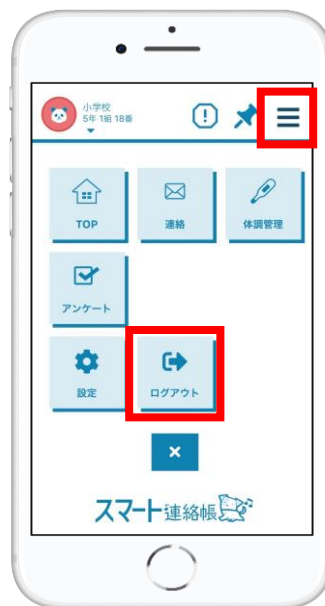 小学校
5年 1組 18番
TOP
連絡
体調管理
アンケート
設定
ログアウト
スマート連絡帳